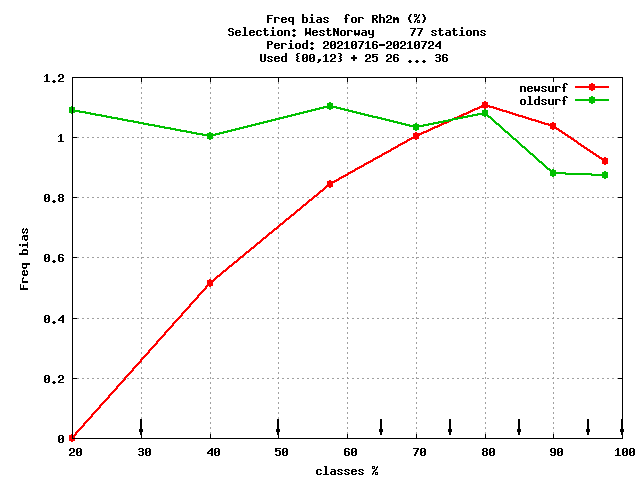 Freq bias  for Rh2m (%)
Selection: WestNorway     77 stations
Period: 20210716-20210724
Used {00,12} + 25 26 ... 36
newsurf
oldsurf
1.2
1
0.8
0.6
0.4
0.2
0
Freq bias
20 30 40 50 60 70 80 90 100
classes %